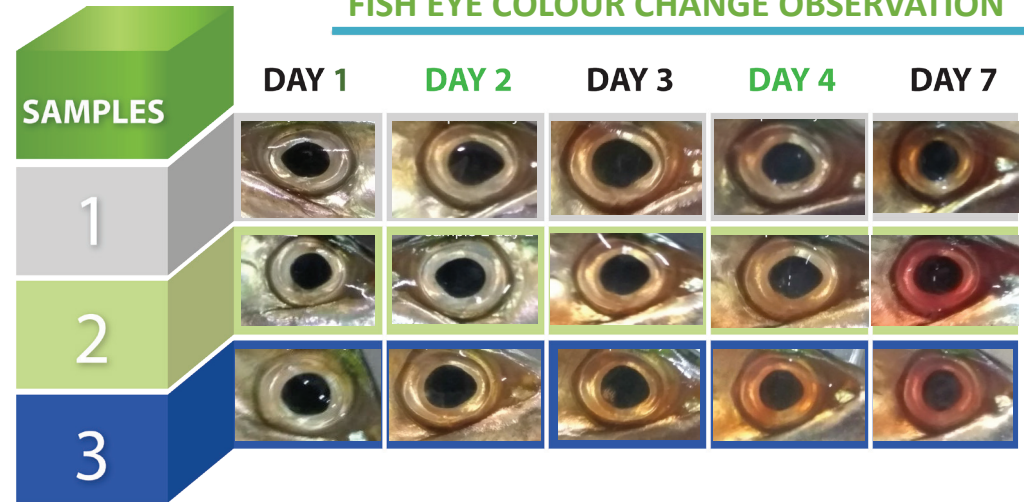 FISH EYE COLOUR CHANGE OBSERVATION
SAMPLES
DAY 1 DAY 2 DAY 3 DAY 4 DAY 7
1
2
3